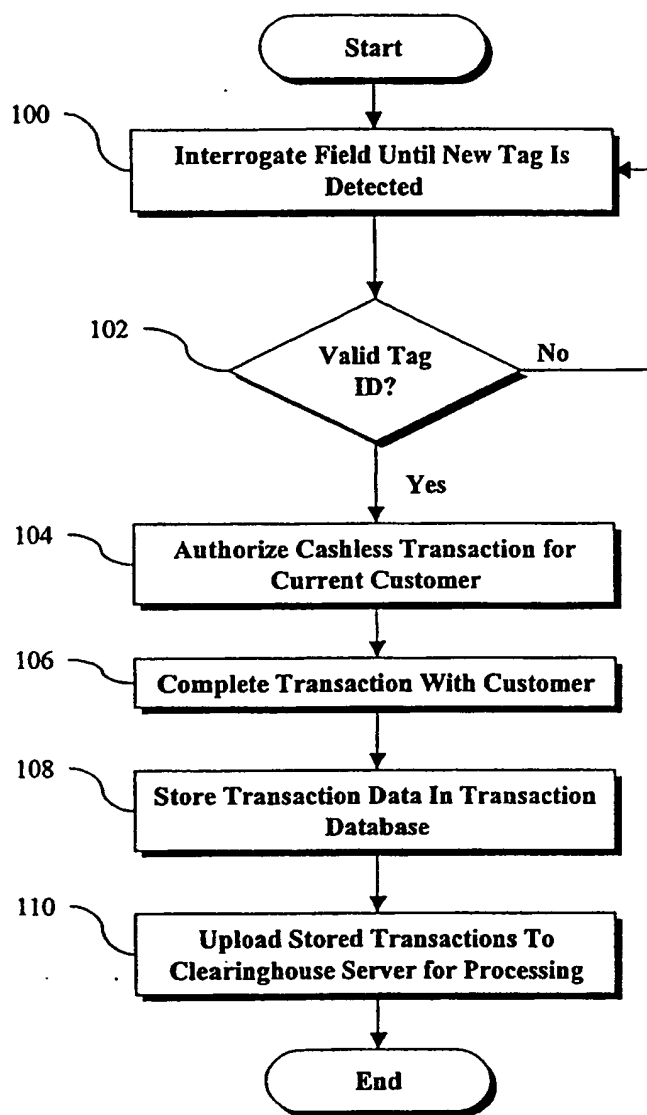 Start
100
Interrogate Field Until New Tag Is
Detected
102
Valid Tag
ID?
No
Yes
104
Authorize Cashless Transaction for
Current Customer
106
Complete Transaction With Customer
108
Store Transaction Data In Transaction
Database
110
Upload Stored Transactions To
Clearinghouse Server for Processing
End